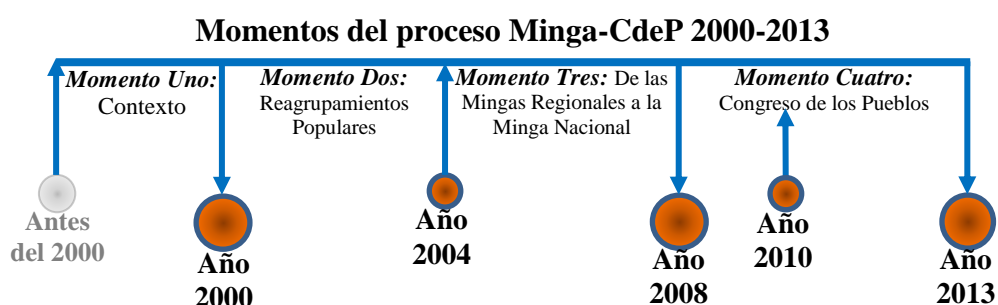 Momentos del proceso Minga-CdeP 2000-2013
Momento Uno:
Contexto
Momento Dos:
Reagrupamientos
Populares
Momento Tres: De las
Mingas Regionales a la
Minga Nacional
Momento Cuatro:
Congreso de los Pueblos
Antes
del 2000
Año
2000
Año
2004
Año
2008
Año
2010
Año
2013